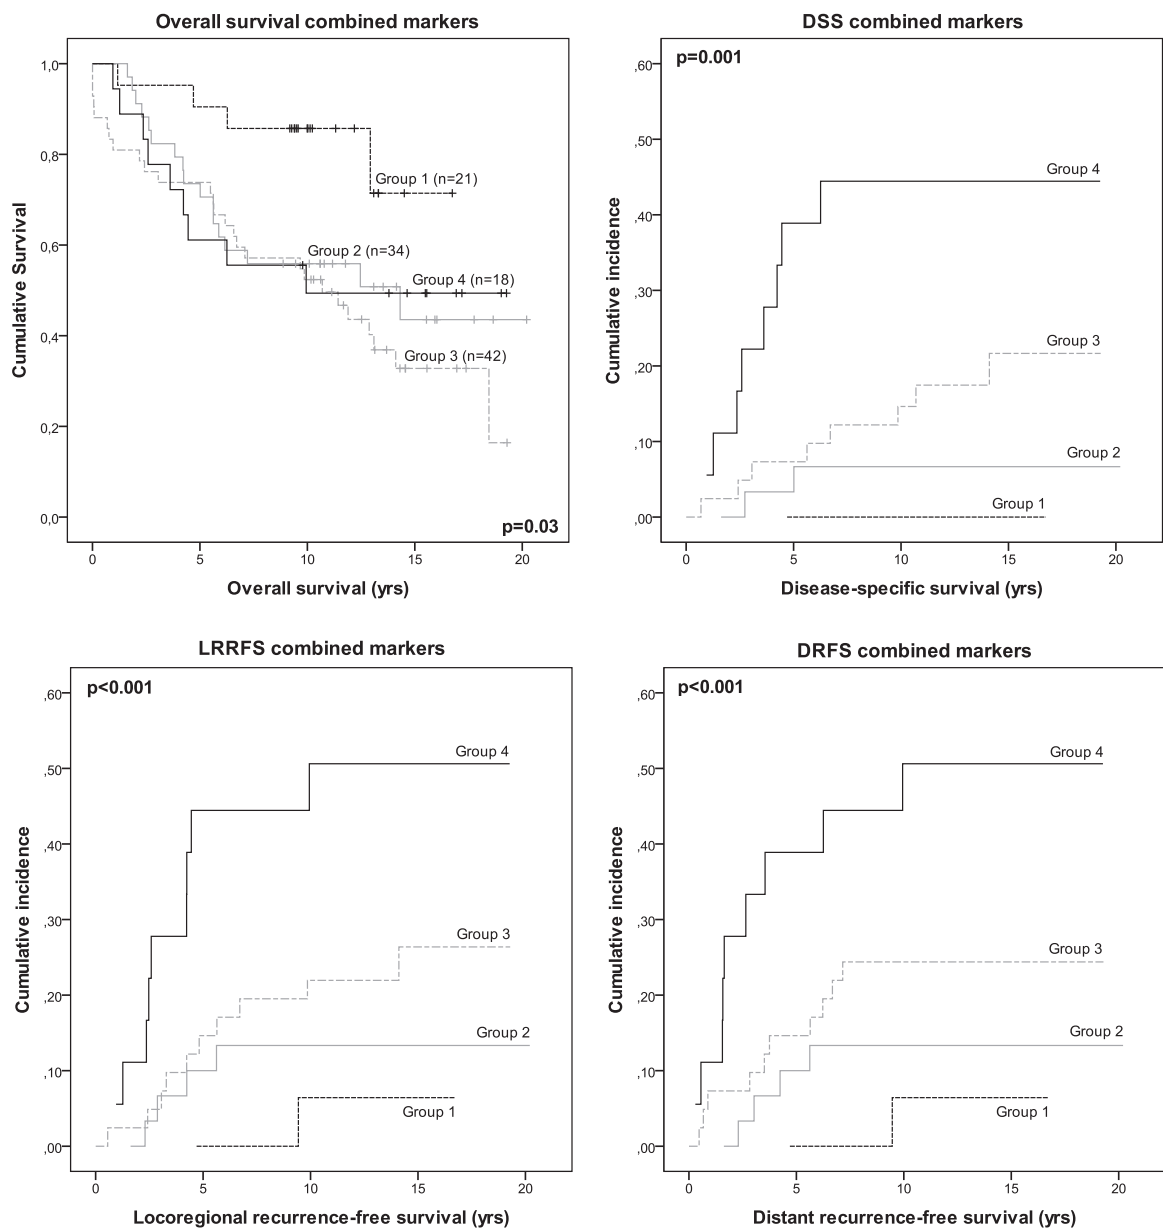 Overall survival combined markers
1,0
0,8
0,6
0,4
0,2
0,0
Cumulative Survival
Group 1 (n=21)
Group 2 (n=34)
Group 4 (n=18)
Group 3 (n=42)
p=0.03
0 5 10 15 20
Overall survival (yrs)
DSS combined markers
p=0.001
,60
,50
,40
,30
,20
,10
,00
Cumulative incidence
Group 4
Group 3
Group 2
Group 1
0 5 10 15 20
Disease-specific survival (yrs)
LRRFS combined markers
p<0.001
,60
,50
,40
,30
,20
,10
,00
Cumulative incidence
Group 4
Group 3
Group 2
Group 1
0 5 10 15 20
Locoregional recurrence-free survival (yrs)
DRFS combined markers
p<0.001
,60
,50
,40
,30
,20
,10
,00
Cumulative incidence
Group 4
Group 3
Group 2
Group 1
0 5 10 15 20
Distant recurrence-free survival (yrs)